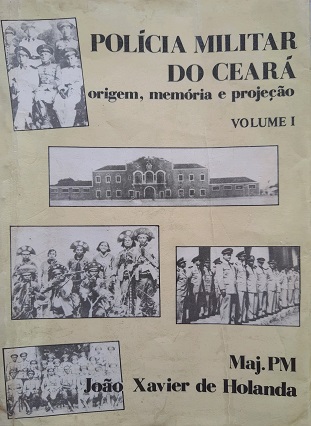 POLÍCIA MILITAR
DO CEARÁ
origem, memória e projeção
VOLUME I
Maj. PM
João Xavier de Holanda